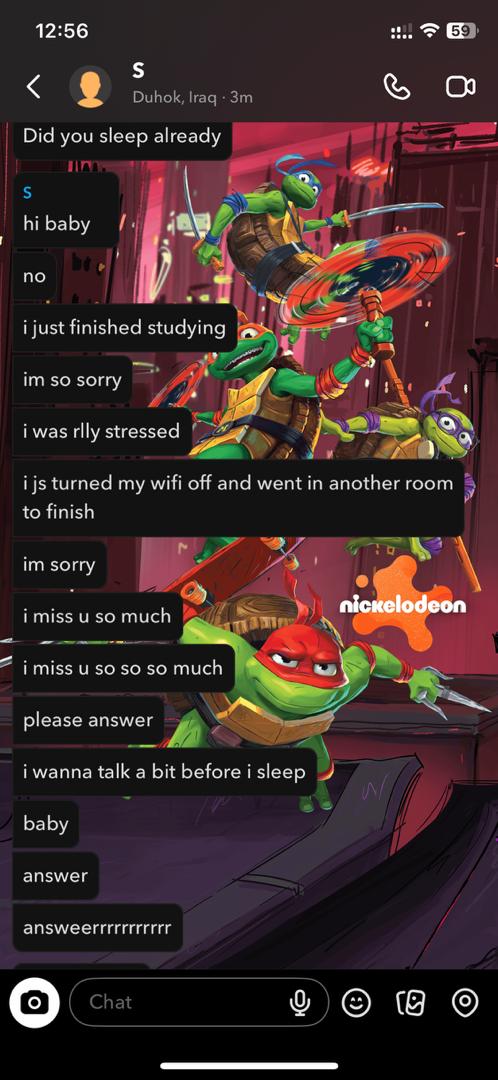 12:56
59
S
Duhok, Iraq · 3m
Did you sleep already
S
hi baby
no
i just finished studying
im so sorry
i was rlly stressed
i js turned my wifi off and went in another room
to finish
im sorry
i miss u so much
i miss u so so so much
please answer
i wanna talk a bit before i sleep
baby
answer
answeerrrrrrrrrrr
nickelodeon
Chat